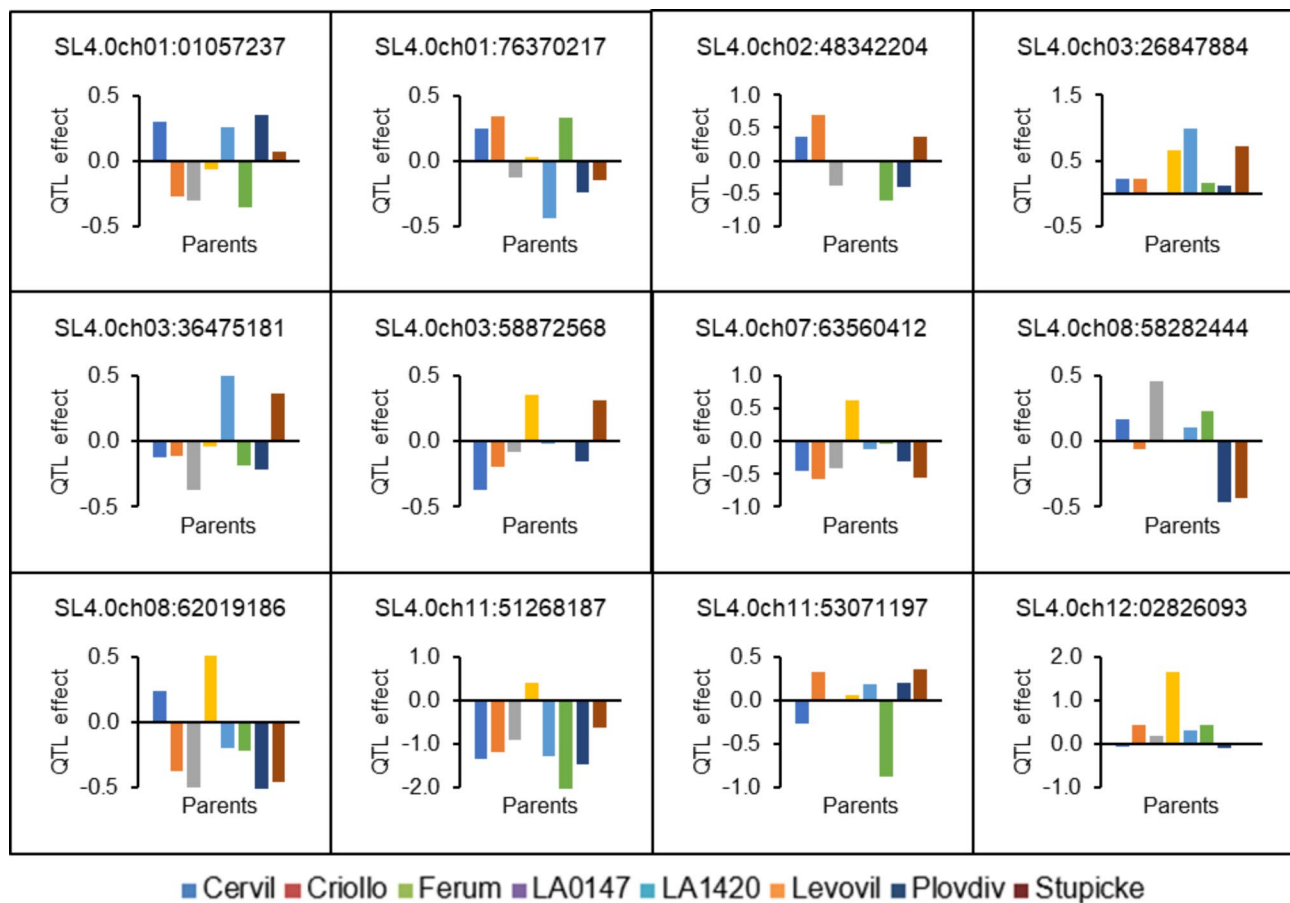 SL4.0ch01:01057237
0.5
0.0
-0.5
QTL effect
Parents
SL4.0ch01:76370217
0.5
0.0
-0.5
QTL effect
Parents
SL4.0ch02:48342204
1.0
0.5
0.0
-0.5
-1.0
QTL effect
Parents
SL4.0ch03:26847884
1.5
0.5
-0.5
QTL effect
Parents
SL4.0ch03:36475181
0.5
0.0
-0.5
QTL effect
Parents
SL4.0ch03:58872568
0.5
0.0
-0.5
QTL effect
Parents
SL4.0ch07:63560412
1.0
0.5
0.0
-0.5
-1.0
QTL effect
Parents
SL4.0ch08:58282444
0.5
0.0
-0.5
QTL effect
Parents
SL4.0ch08:62019186
0.5
0.0
-0.5
QTL effect
Parents
SL4.0ch11:51268187
1.0
0.0
-1.0
-2.0
QTL effect
Parents
SL4.0ch11:53071197
0.5
0.0
-0.5
-1.0
QTL effect
Parents
SL4.0ch12:02826093
2.0
1.0
0.0
-1.0
QTL effect
Parents
Cervil Criollo Ferum LA0147 LA1420 Levovil Plovdiv Stupicke